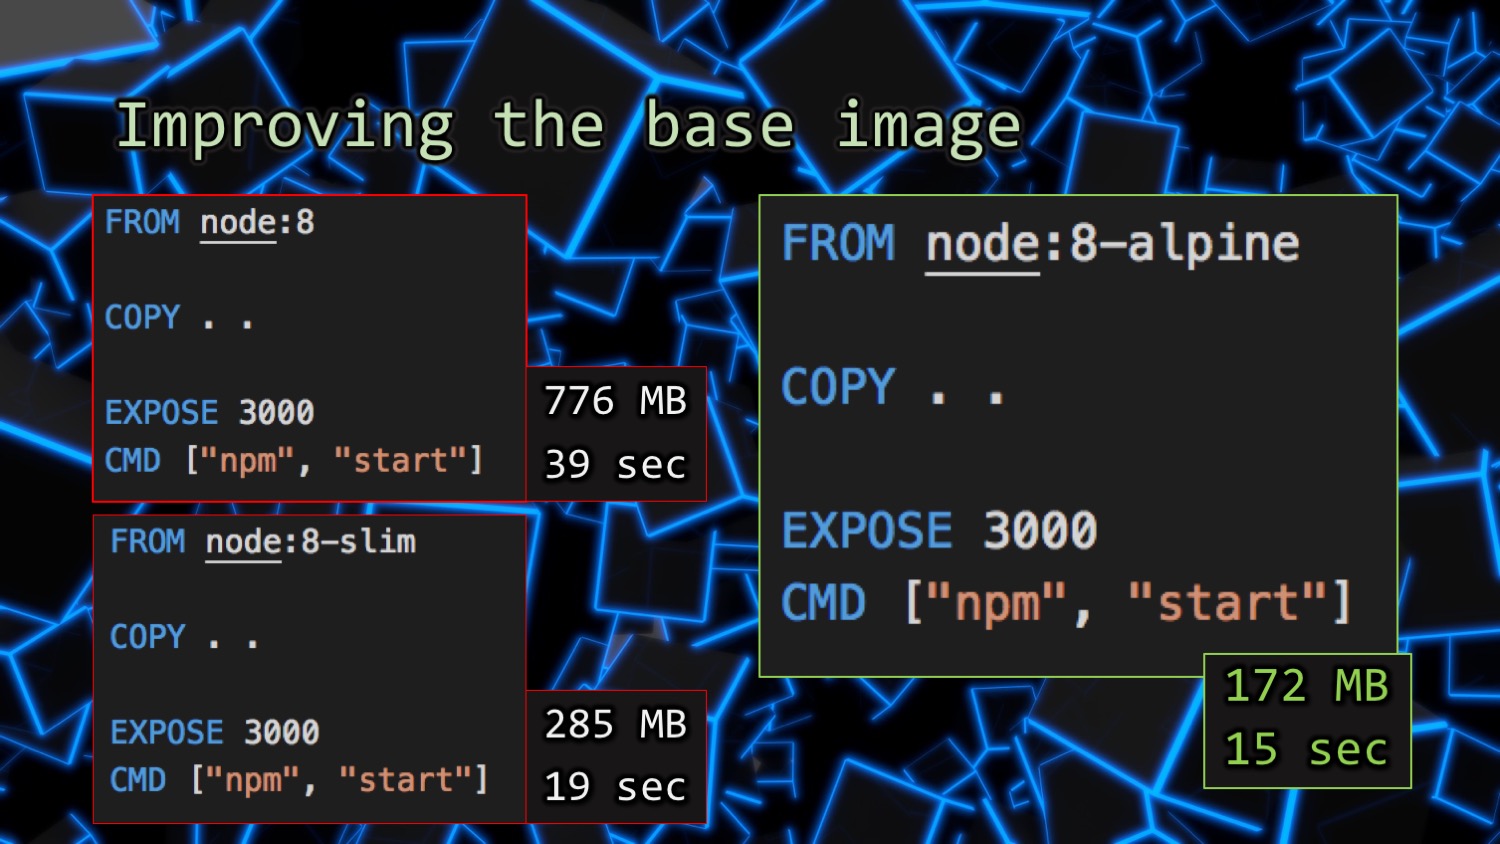 Improving the base image
FROM node:8
COPY . .
EXPOSE 3000
CMD ["npm", "start"]
776 MB
39 sec
FROM node:8-slim
COPY . .
EXPOSE 3000
CMD ["npm", "start"]
285 MB
19 sec
FROM node:8-alpine
COPY . .
EXPOSE 3000
CMD ["npm", "start"]
172 MB
15 sec